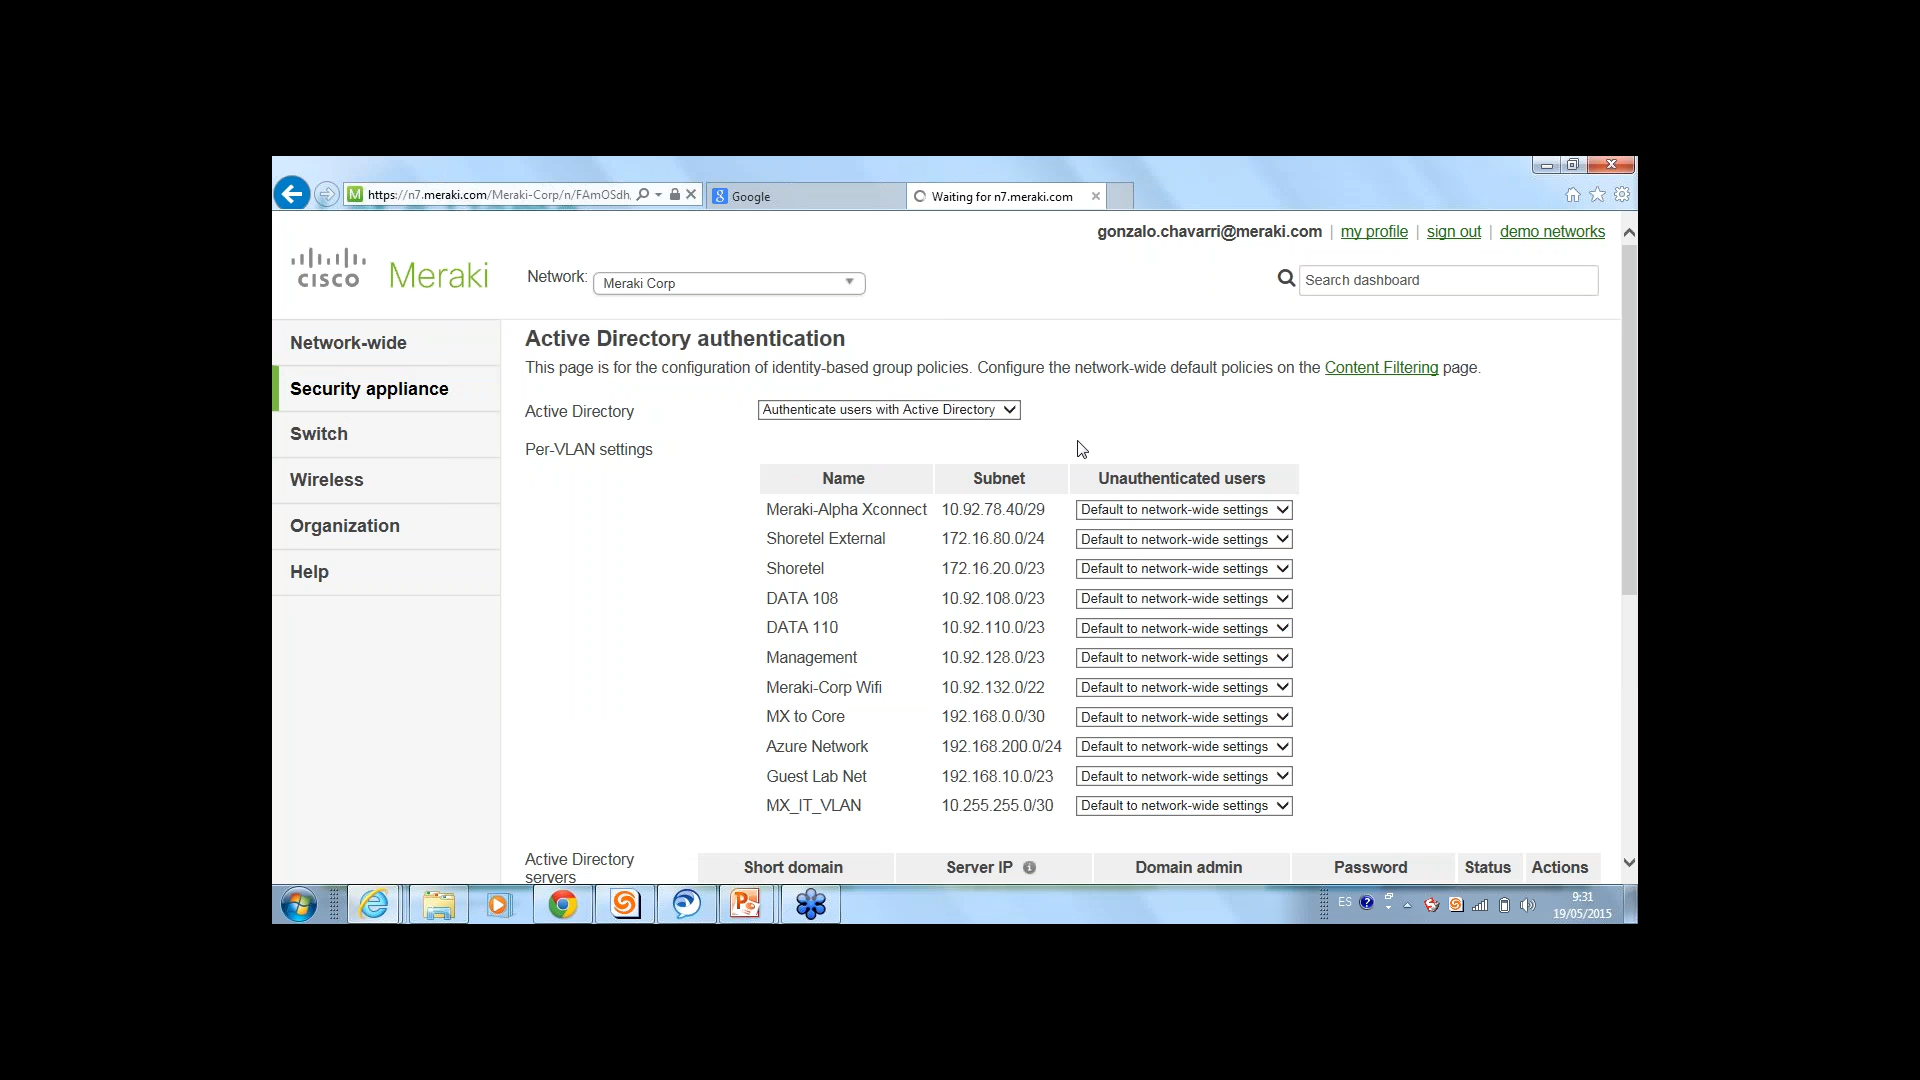 https://n7.meraki.com/Meraki-Corp/n/FAmOSdh
Google
Waiting for n7.meraki.com
gonzalo.chavarri@meraki.com | my profile | sign out | demo networks
CISCO Meraki
Network: Meraki Corp
Search dashboard
Network-wide
Security appliance
Switch
Wireless
Organization
Help
Active Directory authentication
This page is for the configuration of identity-based group policies. Configure the network-wide default policies on the Content Filtering page.
Active Directory Authenticate users with Active Directory
Per-VLAN settings
Name Subnet Unauthenticated users
Meraki-Alpha Xconnect 10.92.78.40/29 Default to network-wide settings
Shoretel External 172.16.80.0/24 Default to network-wide settings
Shoretel 172.16.20.0/23 Default to network-wide settings
DATA 108 10.92.108.0/23 Default to network-wide settings
DATA 110 10.92.110.0/23 Default to network-wide settings
Management 10.92.128.0/23 Default to network-wide settings
Meraki-Corp Wifi 10.92.132.0/22 Default to network-wide settings
MX to Core 192.168.0.0/30 Default to network-wide settings
Azure Network 192.168.200.0/24 Default to network-wide settings
Guest Lab Net 192.168.10.0/23 Default to network-wide settings
MX_IT_VLAN 10.255.255.0/30 Default to network-wide settings
Active Directory
servers
Short domain Server IP Domain admin Password Status Actions
ES
9:31
19/05/2015